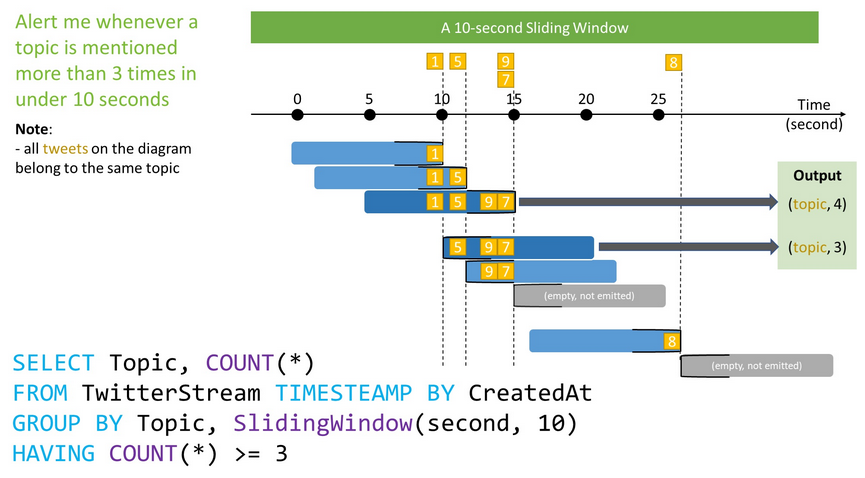 Alert me whenever a
topic is mentioned
more than 3 times in
under 10 seconds
Note:
- all tweets on the diagram
belong to the same topic
A 10-second Sliding Window
1 5 9 8
7
0 5 10 15 20 25
Time
(second)
1
1 5
1 5 9 7
5 9 7
9 7
(empty, not emitted)
8
(empty, not emitted)
Output
(topic, 4)
(topic, 3)
SELECT Topic, COUNT(*)
FROM TwitterStream TIMESTEAMP BY CreatedAt
GROUP BY Topic, SlidingWindow(second, 10)
HAVING COUNT(*) >= 3